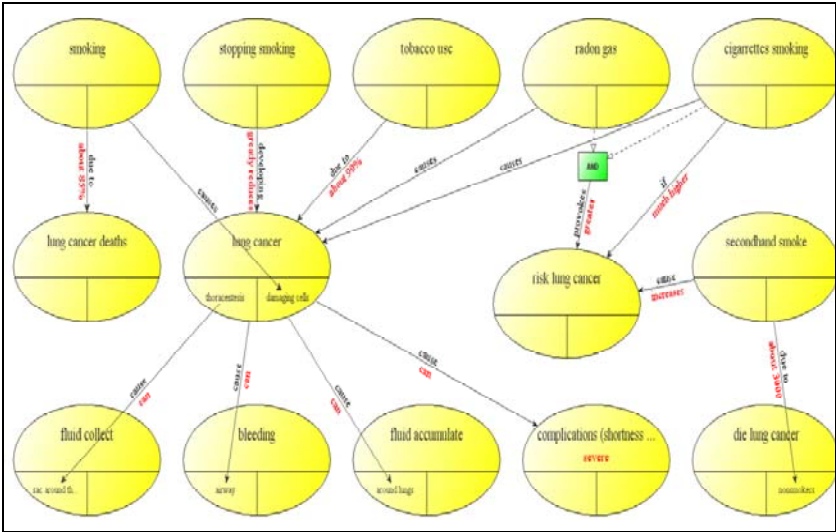 smoking
stopping smoking
tobacco use
radon gas
cigarrettes smoking
due to
about 85%
causes
developing
greatly reduces
due to
about 90%
causes
causes
AND
if
much higher
provokes
greater
lung cancer deaths
lung cancer
thoracentesis
damaging cells
risk lung cancer
secondhand smoke
cause
increases
cause
can
causes
can
cause
can
cause
can
due to
about 3400
fluid collect
sac around th...
bleeding
airway
fluid accumulate
around lungs
complications (shortness ...
severe
die lung cancer
nonsmokers